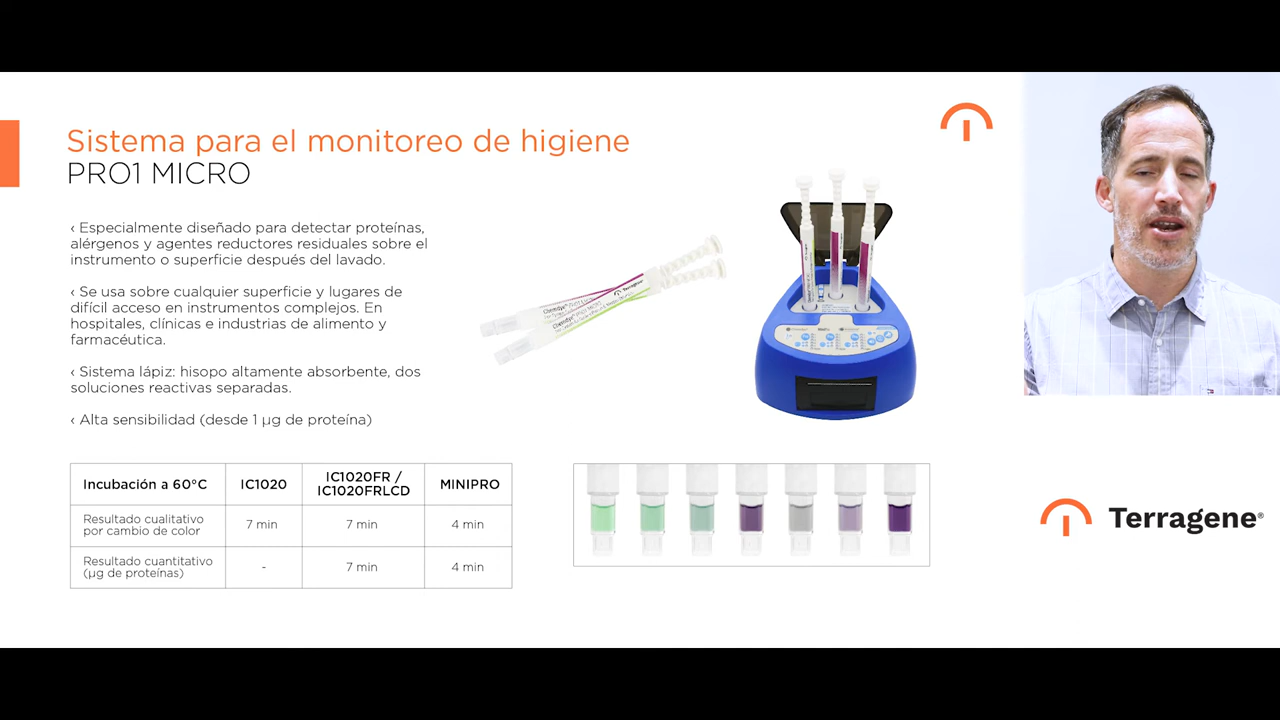 Sistema para el monitoreo de higiene
PRO1 MICRO
‹ Especialmente diseñado para detectar proteínas,
alérgenos y agentes reductores residuales sobre el
instrumento o superficie después del lavado.
‹ Se usa sobre cualquier superficie y lugares de
difícil acceso en instrumentos complejos. En
hospitales, clínicas e industrias de alimento y
farmacéutica.
‹ Sistema lápiz: hisopo altamente absorbente, dos
soluciones reactivas separadas.
‹ Alta sensibilidad (desde 1 µg de proteína)
Incubación a 60°C IC1020 IC1020FR / IC1020FRLCD MINIPRO
Resultado cualitativo por cambio de color 7 min 7 min 4 min
Resultado cuantitativo (µg de proteínas) - 7 min 4 min
Terragene®